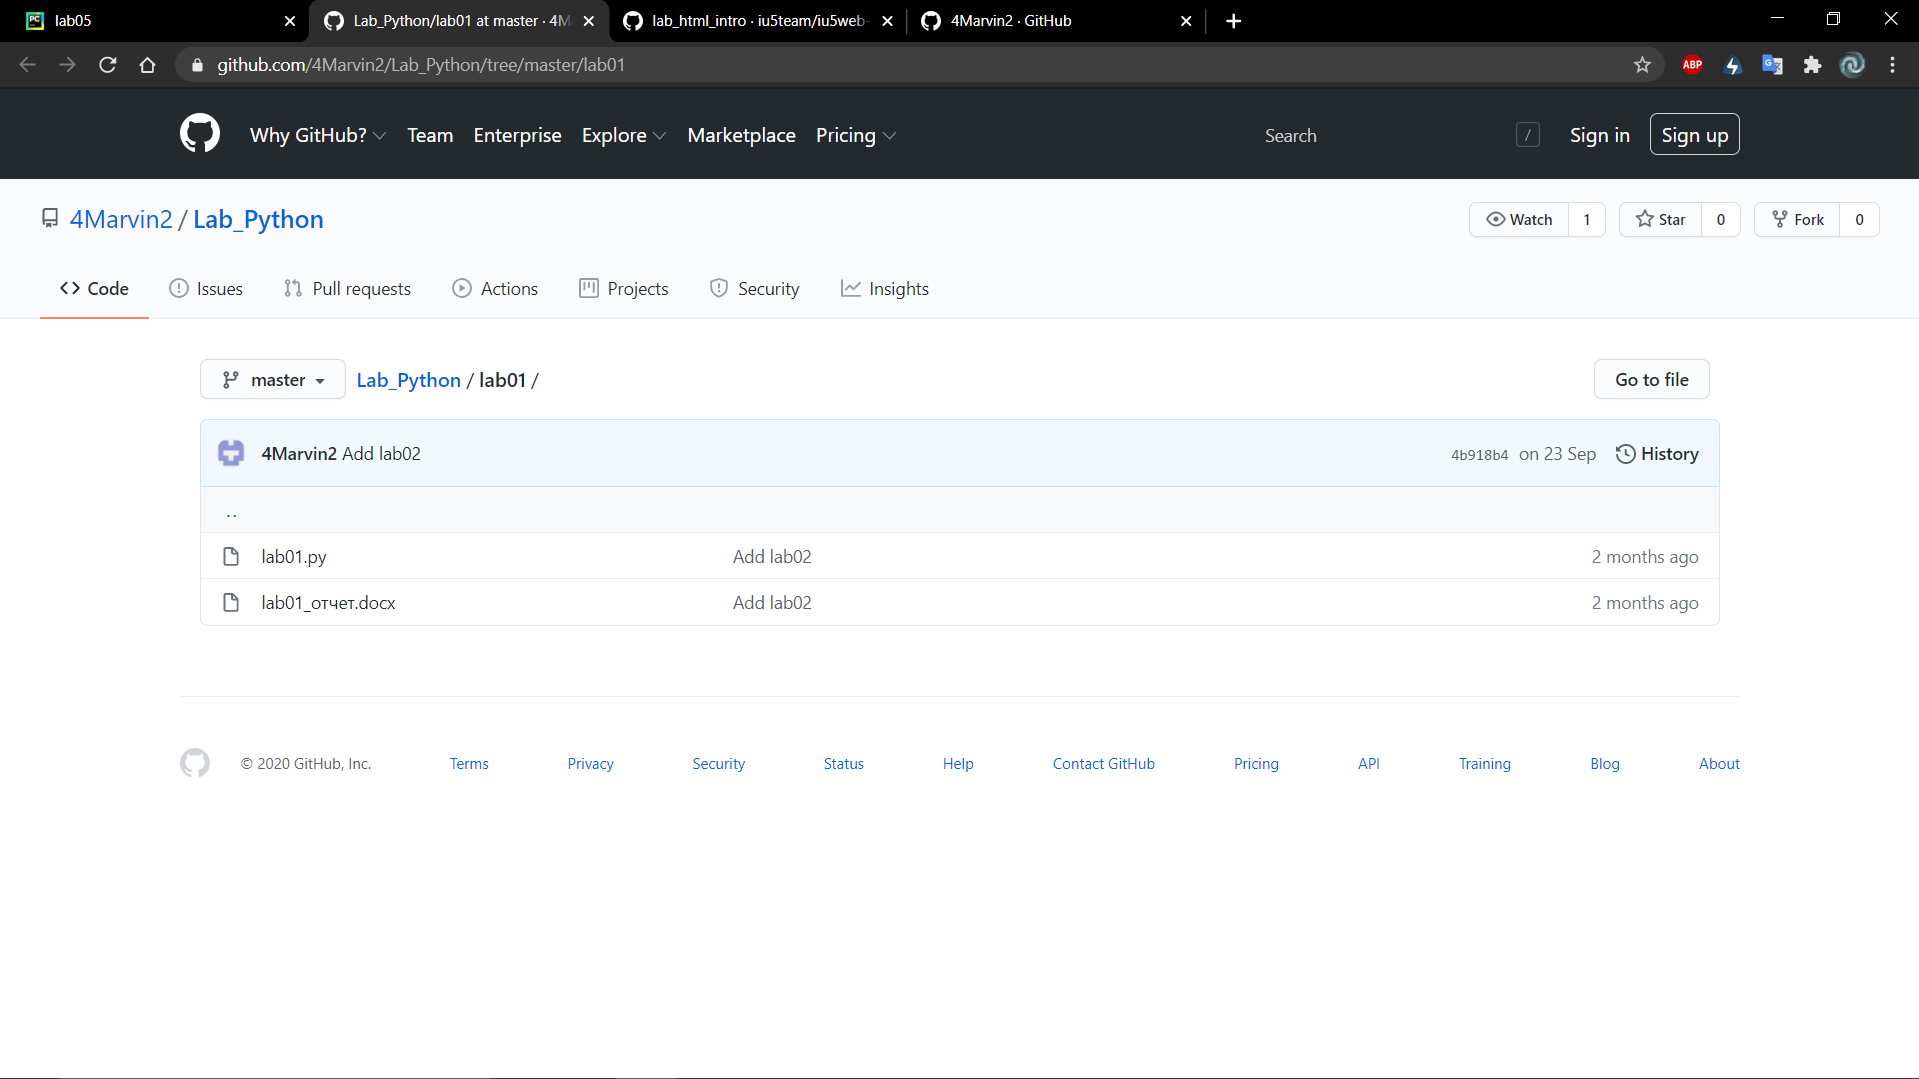 lab05
Lab_Python/lab01 at master · 4M
lab_html_intro · iu5team/iu5web-
4Marvin2 · GitHub
github.com/4Marvin2/Lab_Python/tree/master/lab01
ABP
Why GitHub? Team Enterprise Explore Marketplace Pricing
Search /
Sign in Sign up
4Marvin2 / Lab_Python
Watch 1 Star 0 Fork 0
Code Issues Pull requests Actions Projects Security Insights
master Lab_Python / lab01 / Go to file
4Marvin2 Add lab02 4b918b4 on 23 Sep History
..
lab01.py Add lab02 2 months ago
lab01_отчет.docx Add lab02 2 months ago
© 2020 GitHub, Inc. Terms Privacy Security Status Help Contact GitHub Pricing API Training Blog About